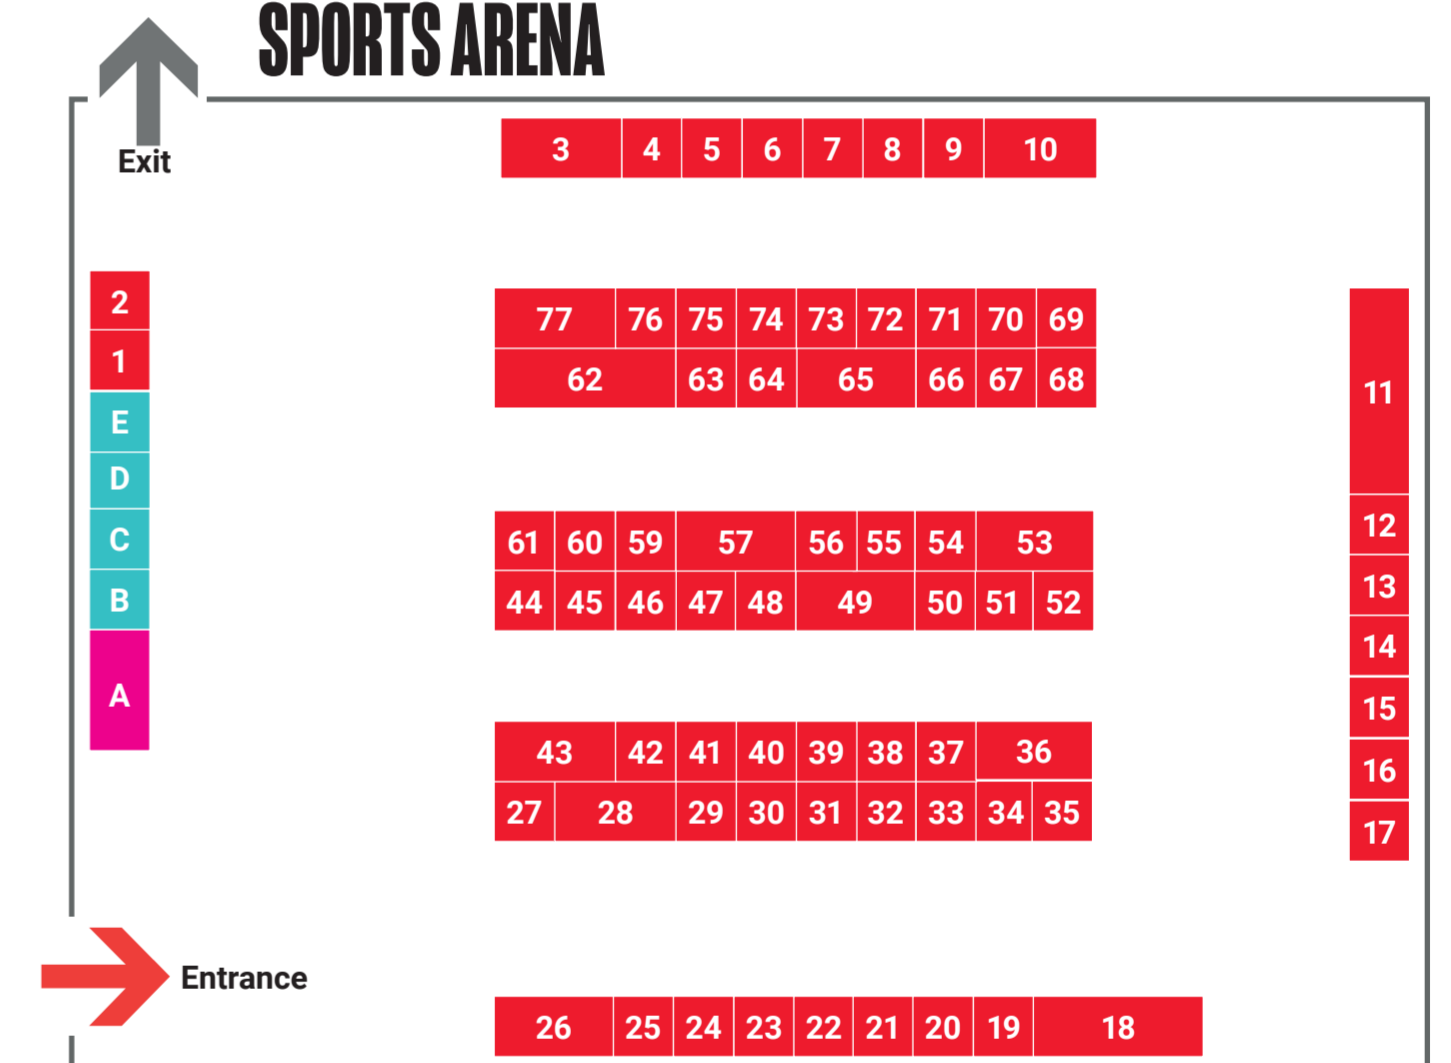 SPORTS ARENA
Exit
3 4 5 6 7 8 9 10
2
1
E
D
C
B
A
77 76 75 74 73 72 71 70 69
62 63 64 65 66 67 68
61 60 59 57 56 55 54 53
44 45 46 47 48 49 50 51 52
43 42 41 40 39 38 37 36
27 28 29 30 31 32 33 34 35
11
12
13
14
15
16
17
Entrance
26 25 24 23 22 21 20 19 18